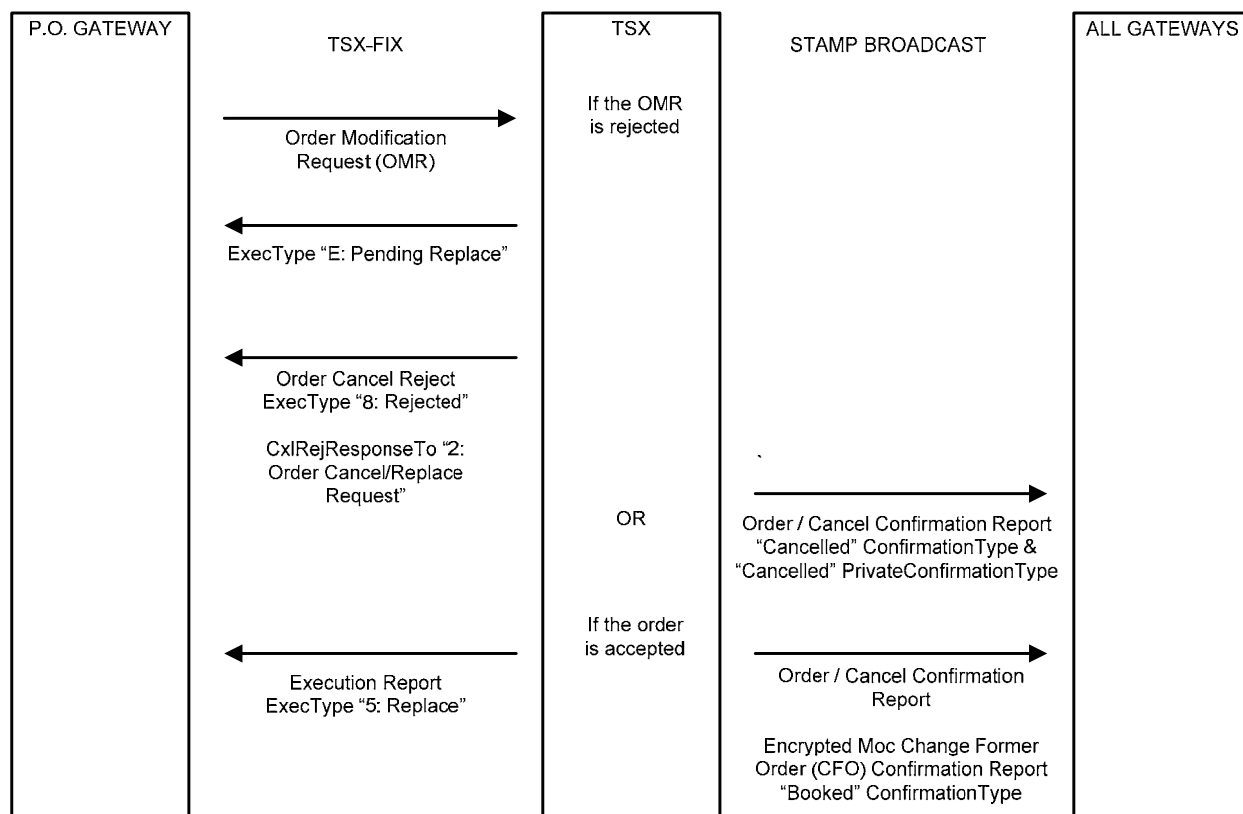 P.O. GATEWAY
TSX-FIX
TSX
STAMP BROADCAST
ALL GATEWAYS
If the OMR
is rejected
Order Modification
Request (OMR)
ExecType “E: Pending Replace”
Order Cancel Reject
ExecType “8: Rejected”
CxlRejResponseTo “2:
Order Cancel/Replace
Request”
OR
Order / Cancel Confirmation Report
“Cancelled” ConfirmationType &
“Cancelled” PrivateConfirmationType
If the order
is accepted
Execution Report
ExecType “5: Replace”
Order / Cancel Confirmation
Report
Encrypted Moc Change Former
Order (CFO) Confirmation Report
“Booked” ConfirmationType